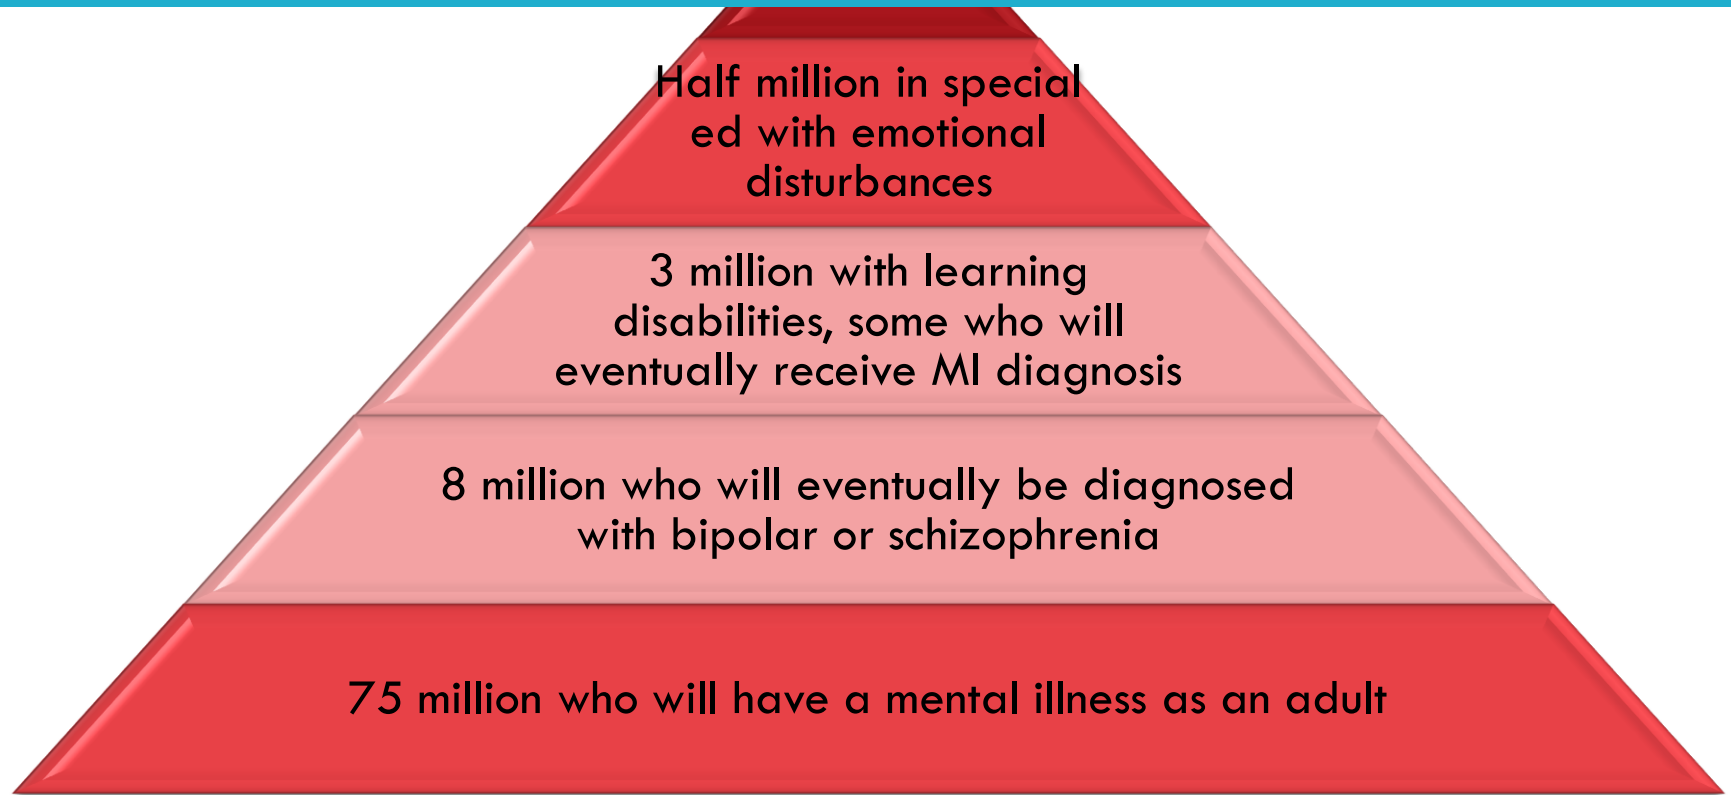 Half million in special
ed with emotional
disturbances
3 million with learning
disabilities, some who will
eventually receive MI diagnosis
8 million who will eventually be diagnosed
with bipolar or schizophrenia
75 million who will have a mental illness as an adult